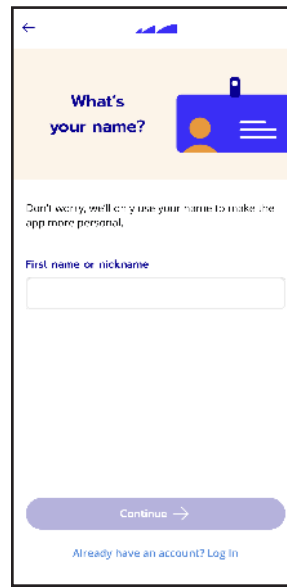 What's
your name?
Don't worry, we'll only use your name to make the
app more personal.
First name or nickname
Continue →
Already have an account? Log In